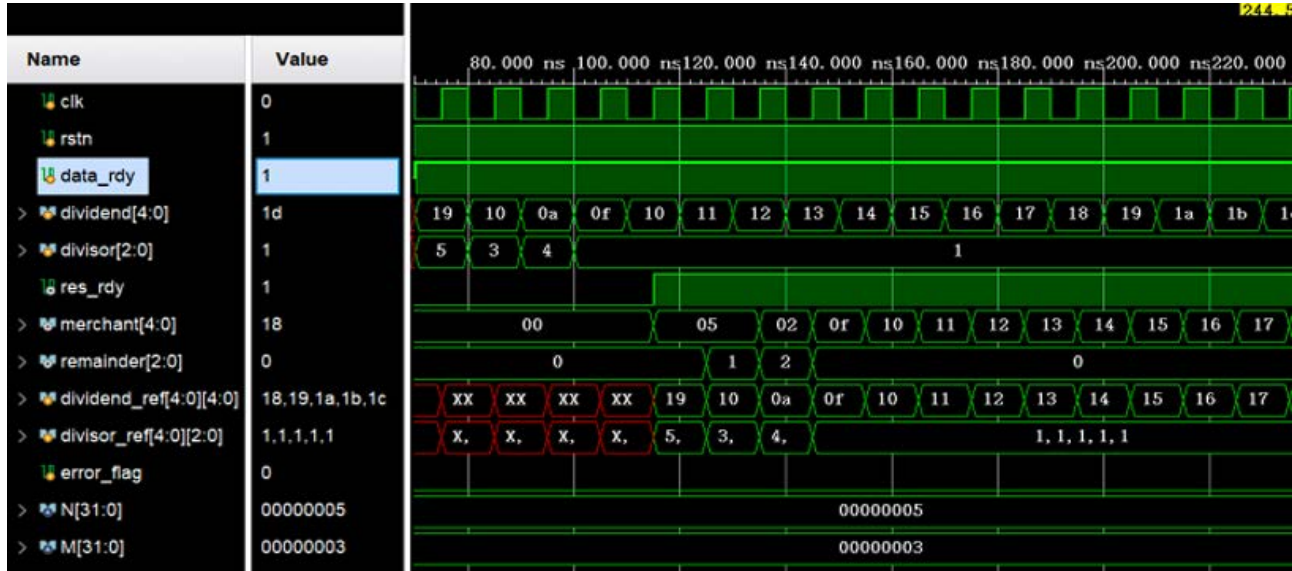 244.5
Name Value
80.000 ns 100.000 ns 120.000 ns 140.000 ns 160.000 ns 180.000 ns 200.000 ns 220.000
clk 0
rstn 1
data_rdy 1
dividend[4:0] 1d 19 10 0a 0f 10 11 12 13 14 15 16 17 18 19 1a 1b
divisor[2:0] 1 5 3 4 1
res_rdy 1
merchant[4:0] 18 00 05 02 0f 10 11 12 13 14 15 16 17
remainder[2:0] 0 0 1 2 0
dividend_ref[4:0][4:0] 18,19,1a,1b,1c XX XX XX XX 19 10 0a 0f 10 11 12 13 14 15 16 17
divisor_ref[4:0][2:0] 1,1,1,1,1 X, X, X, X, 5, 3, 4, 1,1,1,1,1
error_flag 0
N[31:0] 00000005 00000005
M[31:0] 00000003 00000003